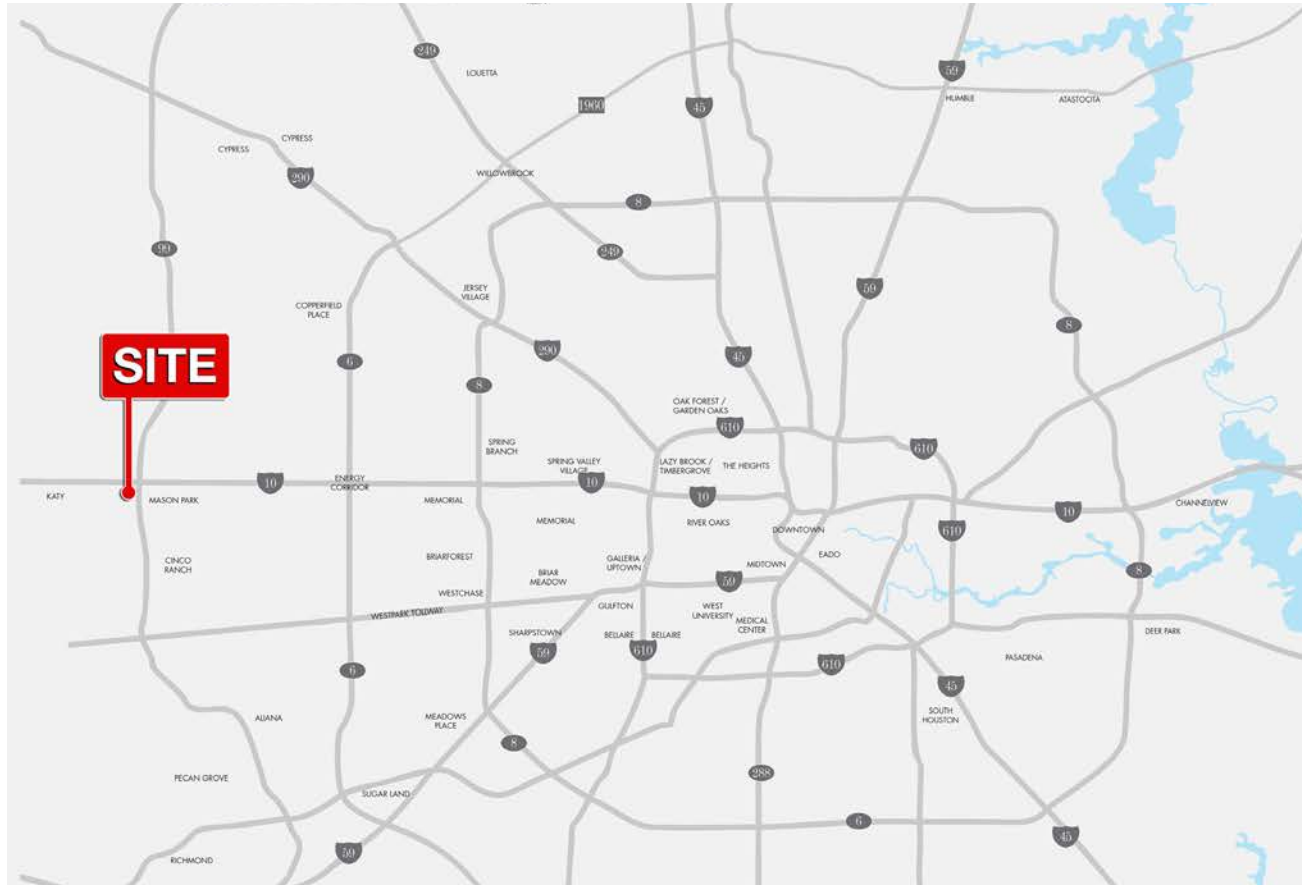 249
LOUETTA
59
1960
45
HUMBLE
ATASTOCITA
CYPRESS
CYPRESS
290
WILLOWBROOK
8
99
249
59
JERSEY
VILLAGE
COPPERFIELD
PLACE
8
SITE
6
290
45
8
OAK FOREST /
GARDEN OAKS
610
SPRING
BRANCH
610
SPRING VALLEY
VILLAGE
LAZY BROOK /
TIMBERGROVE
THE HEIGHTS
KATY
MASON PARK
10
ENERGY
CORRIDOR
MEMORIAL
10
10
CHANNELVIEW
10
MEMORIAL
RIVER OAKS
DOWNTOWN
610
EADO
CINCO
RANCH
BRIARFOREST
BRIAR
MEADOW
GALLERIA /
UPTOWN
MIDTOWN
8
59
WESTCHASE
WESTPARK TOLLWAY
GULFTON
WEST
UNIVERSITY
MEDICAL
CENTER
SHARPSTOWN
BELLAIRE
BELLAIRE
DEER PARK
59
610
610
PASADENA
6
45
ALIANA
MEADOWS
PLACE
SOUTH
HOUSTON
8
288
PECAN GROVE
SUGAR LAND
6
45
RICHMOND
59